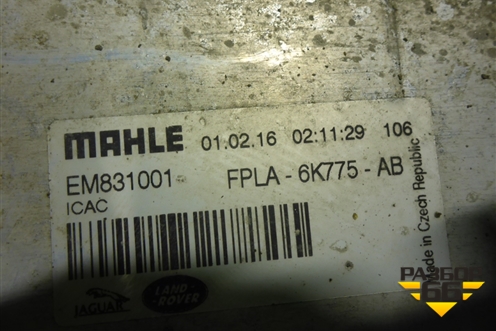 MAHLE 01.02.16 02:11:29 106
EM831001 FPLA - 6K775 - AB
ICAC
Made in Czech Republic
JAGUAR
LAND-
ROVER
РАЗБОР
66